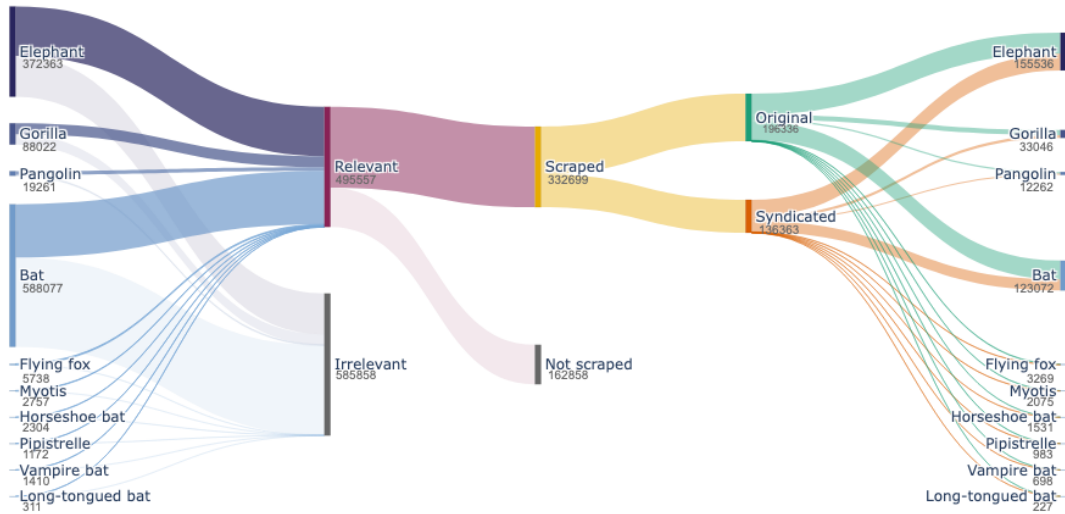 Elephant
372363
Gorilla
88022
Pangolin
19261
Bat
588077
Flying fox
5738
Myotis
2757
Horseshoe bat
2304
Pipistrelle
1172
Vampire bat
1410
Long-tongued bat
311
Relevant
495557
Irrelevant
585858
Scraped
332699
Not scraped
162858
Original
196336
Syndicated
136363
Elephant
155536
Gorilla
33046
Pangolin
12262
Bat
123072
Flying fox
3269
Myotis
2075
Horseshoe bat
1531
Pipistrelle
983
Vampire bat
698
Long-tongued bat
227